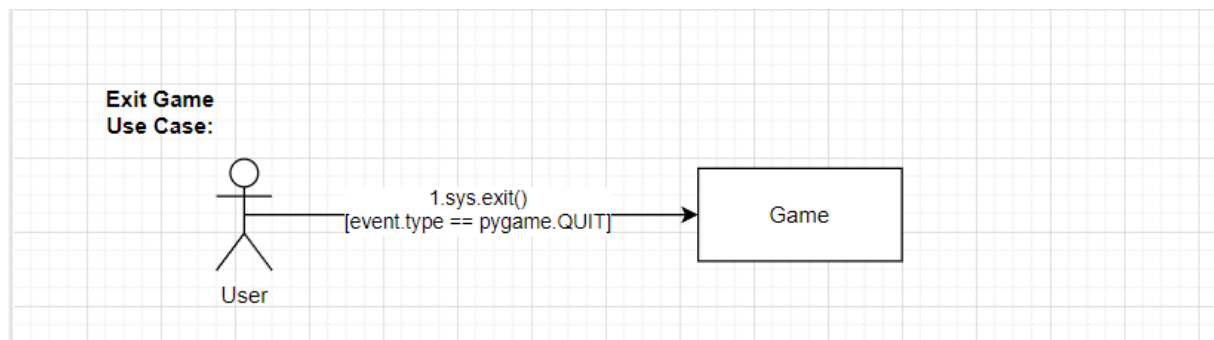 Exit Game
Use Case:
1.sys.exit()
[event.type == pygame.QUIT]
Game
User